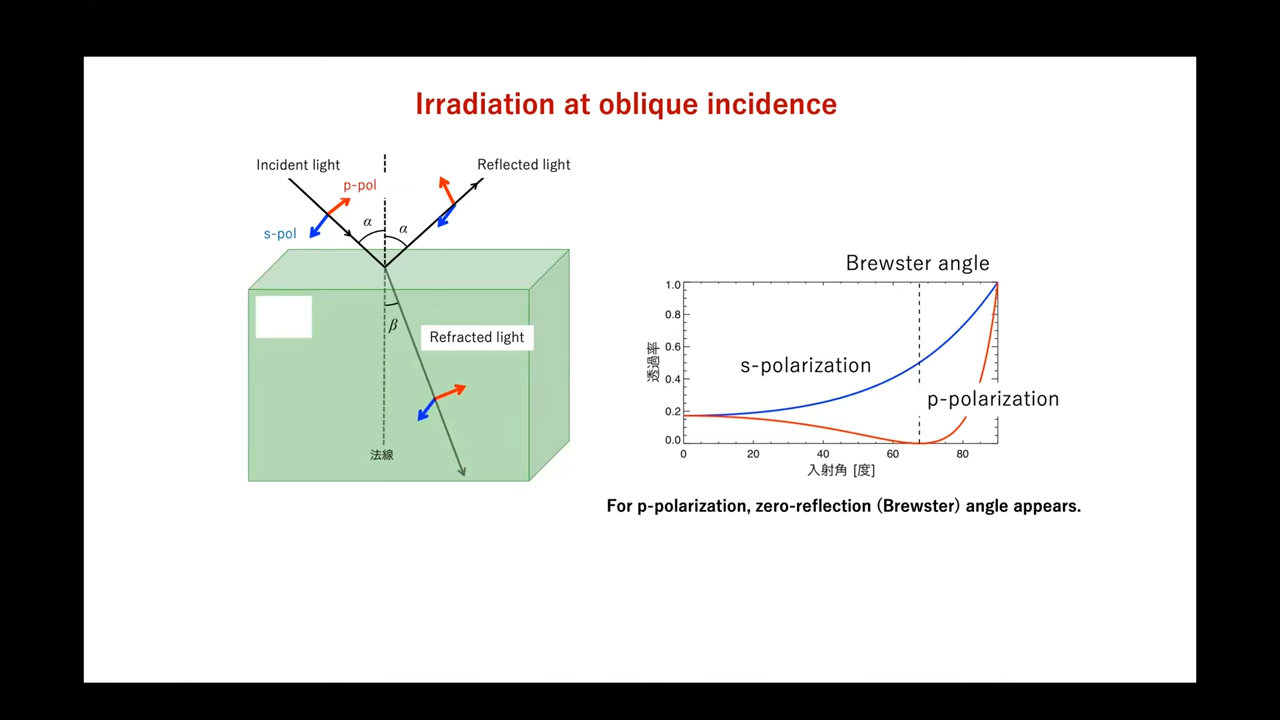 Irradiation at oblique incidence
Incident light
Reflected light
p-pol
s-pol
α
α
β
Refracted light
法線
Brewster angle
1.0
0.8
0.6
0.4
0.2
0.0
透過率
s-polarization
p-polarization
0 20 40 60 80
入射角 [度]
For p-polarization, zero-reflection (Brewster) angle appears.